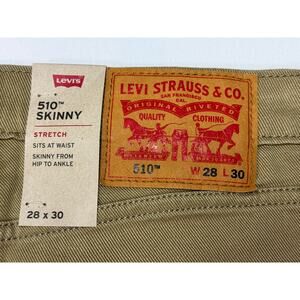 Levi's
510™
SKINNY
STRETCH
SITS AT WAIST
SKINNY FROM
HIP TO ANKLE
28 x 30
LEVI STRAUSS & CO.
SAN FRANCISCO
CAL.
ORIGINAL RIVETED
QUALITY CLOTHING
510™ W 28 L 30